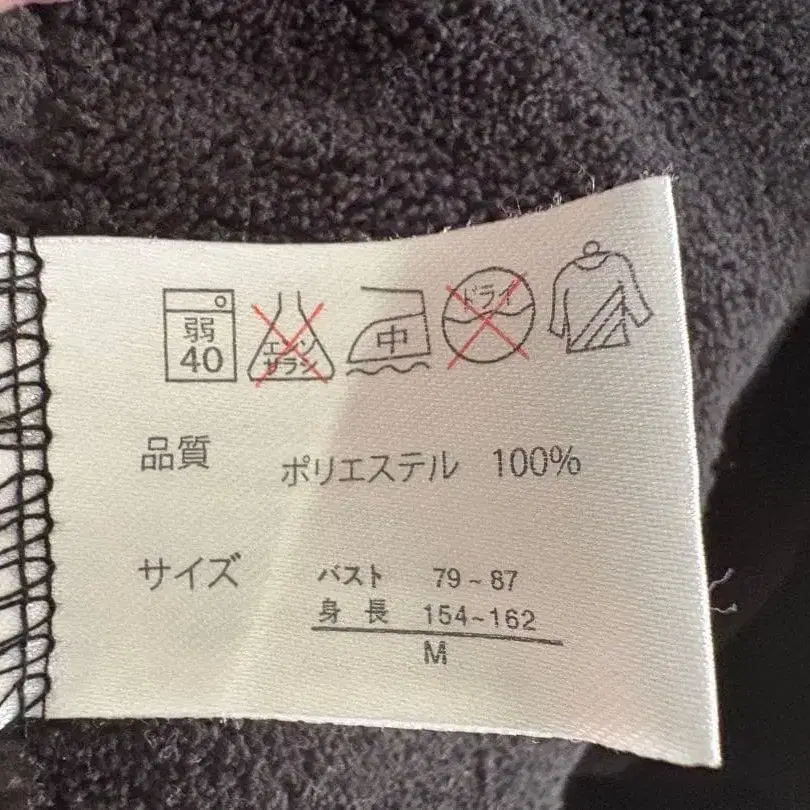 弱
40
エンソ
サラシ
中
ドライ
品質 ポリエステル 100%
サイズ バスト 79~87
身長 154~162
M